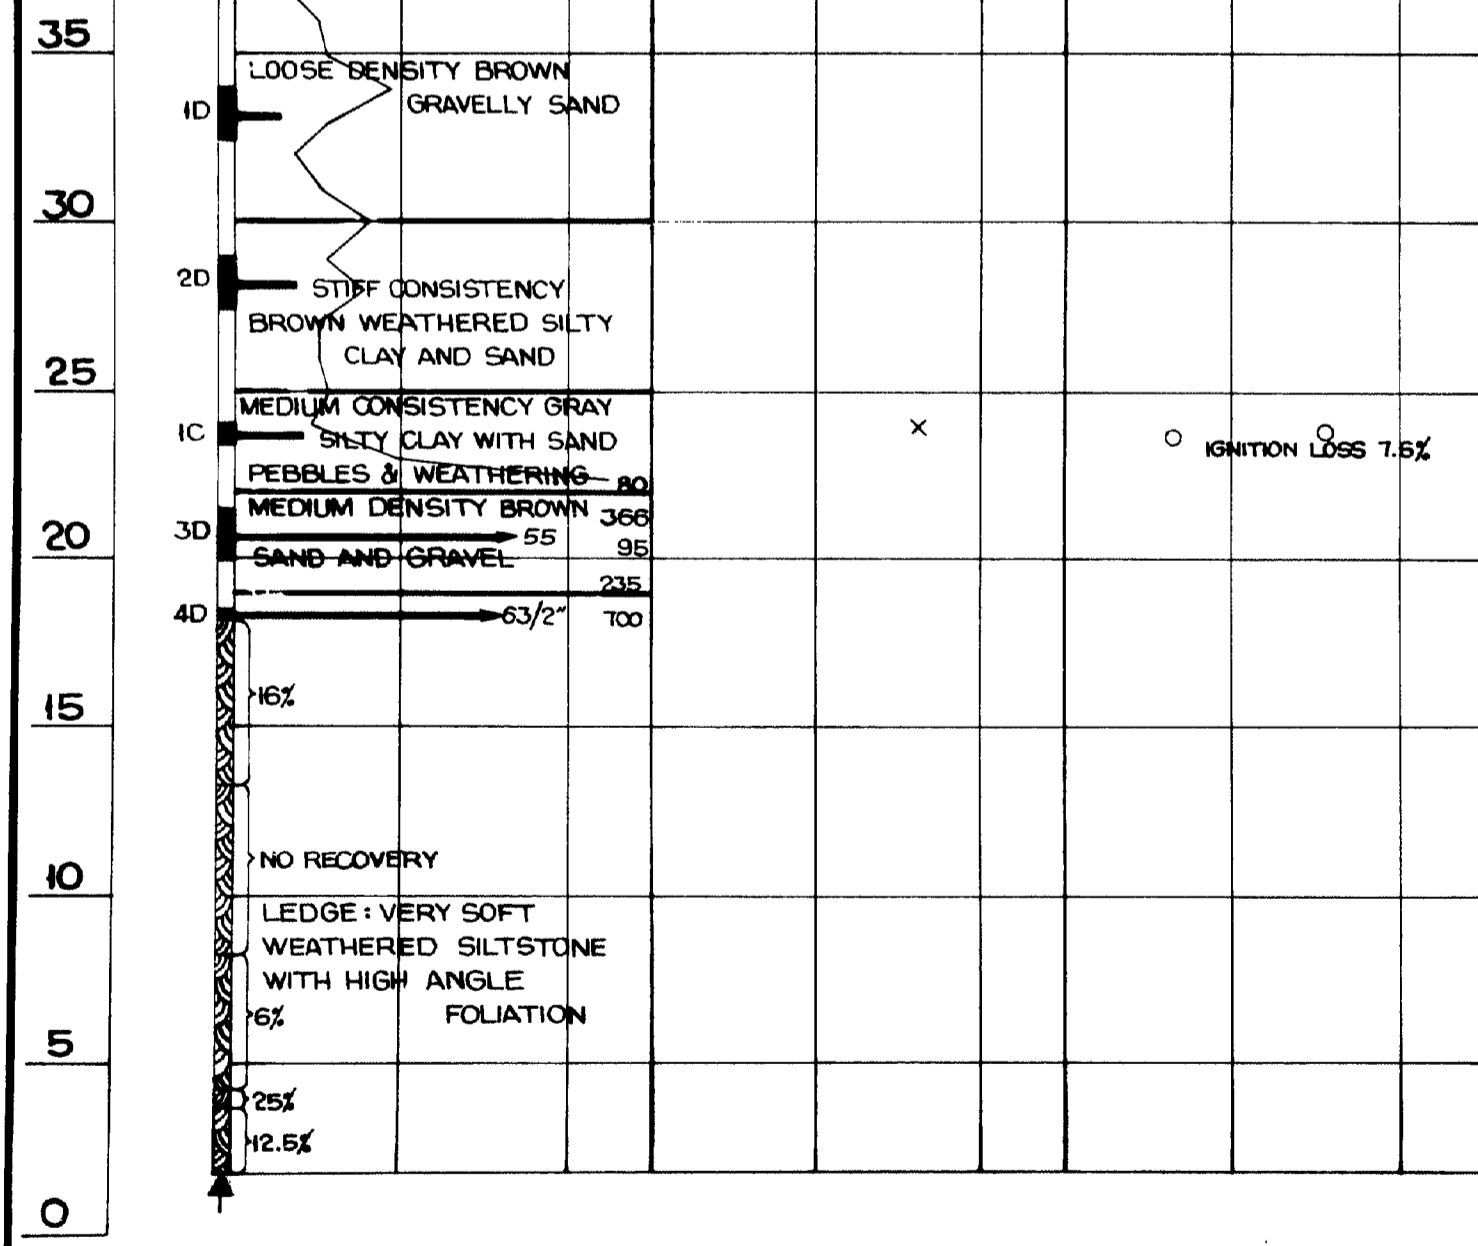 35
LOOSE DENSITY BROWN
GRAVELLY SAND
1D
30
2D
STIFF CONSISTENCY
BROWN WEATHERED SILTY
CLAY AND SAND
25
MEDIUM CONSISTENCY GRAY
1C
SILTY CLAY WITH SAND
IGNITION LOSS 7.6%
PEBBLES & WEATHERING
80
MEDIUM DENSITY BROWN
366
20
3D
55
95
SAND AND GRAVEL
235
4D
63/2"
700
16%
15
NO RECOVERY
10
LEDGE: VERY SOFT
WEATHERED SILTSTONE
WITH HIGH ANGLE
6%
FOLIATION
5
25%
12.5%
0